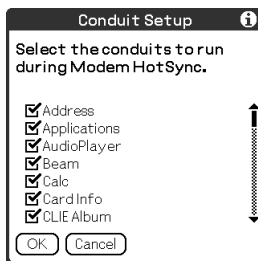 Conduit Setup
Select the conduits to run
during Modem HotSync.
Address
Applications
AudioPlayer
Beam
Calc
Card Info
CLIE Album
OK Cancel